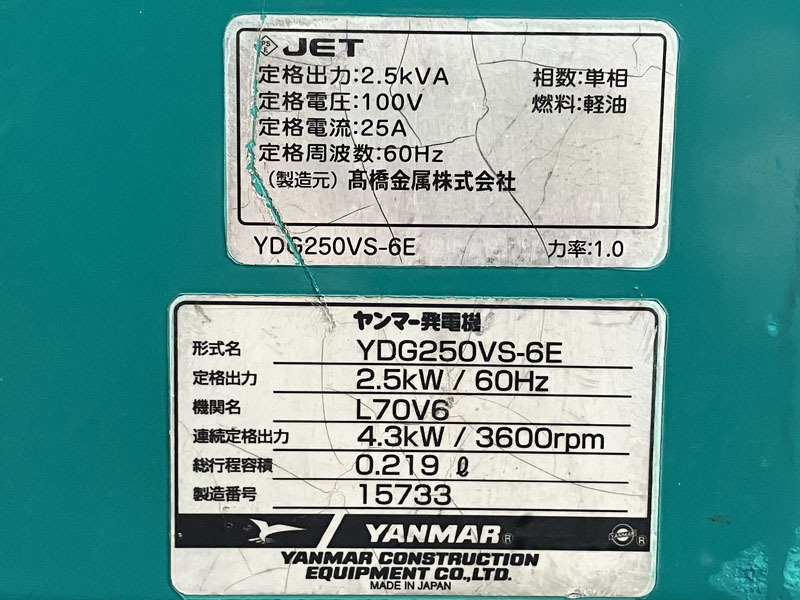 PS E JET
定格出力:2.5kVA 相数:単相
定格電圧:100V 燃料:軽油
定格電流:25A
定格周波数:60Hz
(製造元) 髙橋金属株式会社
YDG250VS-6E 力率:1.0
ヤンマー発電機
形式名 YDG250VS-6E
定格出力 2.5kW / 60Hz
機関名 L70V6
連続定格出力 4.3kW / 3600rpm
総行程容積 0.219 ℓ
製造番号 15733
YANMAR® YANMAR ®
YANMAR CONSTRUCTION
EQUIPMENT CO.,LTD.
MADE IN JAPAN